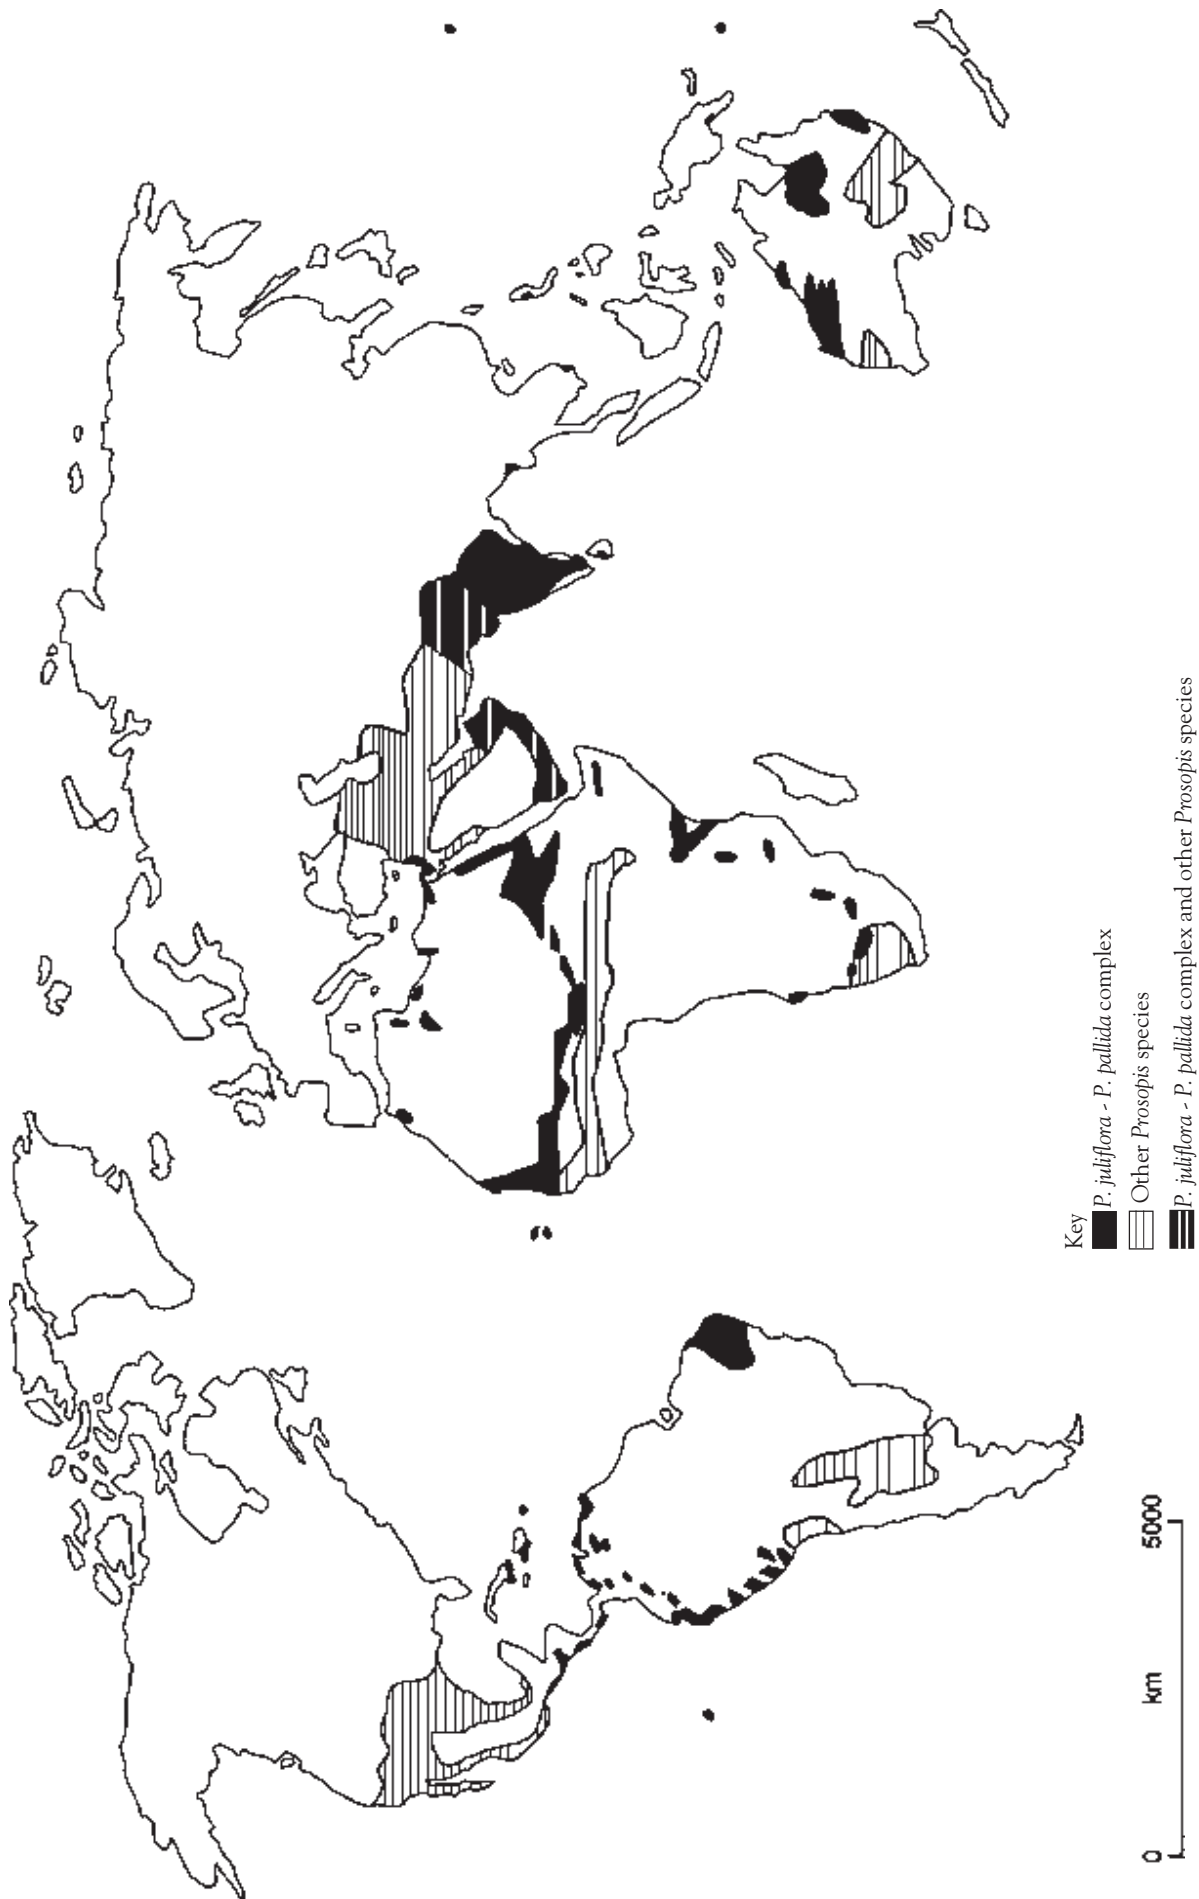 Key
P. juliflora - P. pallida complex
Other Prosopis species
P. juliflora - P. pallida complex and other Prosopis species
0 km 5000